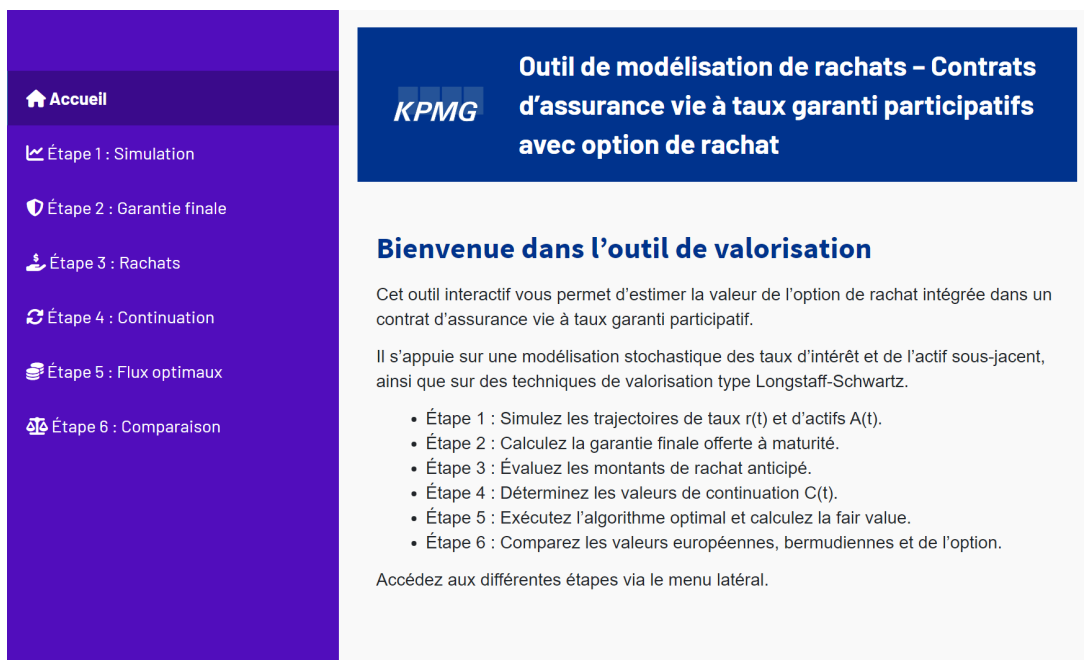 Accueil
Étape 1 : Simulation
Étape 2 : Garantie finale
Étape 3 : Rachats
Étape 4 : Continuation
Étape 5 : Flux optimaux
Étape 6 : Comparaison
KPMG
Outil de modélisation de rachats – Contrats
d’assurance vie à taux garanti participatifs
avec option de rachat
Bienvenue dans l’outil de valorisation
Cet outil interactif vous permet d’estimer la valeur de l’option de rachat intégrée dans un
contrat d’assurance vie à taux garanti participatif.
Il s’appuie sur une modélisation stochastique des taux d’intérêt et de l’actif sous-jacent,
ainsi que sur des techniques de valorisation type Longstaff-Schwartz.
• Étape 1 : Simulez les trajectoires de taux r(t) et d’actifs A(t).
• Étape 2 : Calculez la garantie finale offerte à maturité.
• Étape 3 : Évaluez les montants de rachat anticipé.
• Étape 4 : Déterminez les valeurs de continuation C(t).
• Étape 5 : Exécutez l’algorithme optimal et calculez la fair value.
• Étape 6 : Comparez les valeurs européennes, bermudiennes et de l’option.
Accédez aux différentes étapes via le menu latéral.